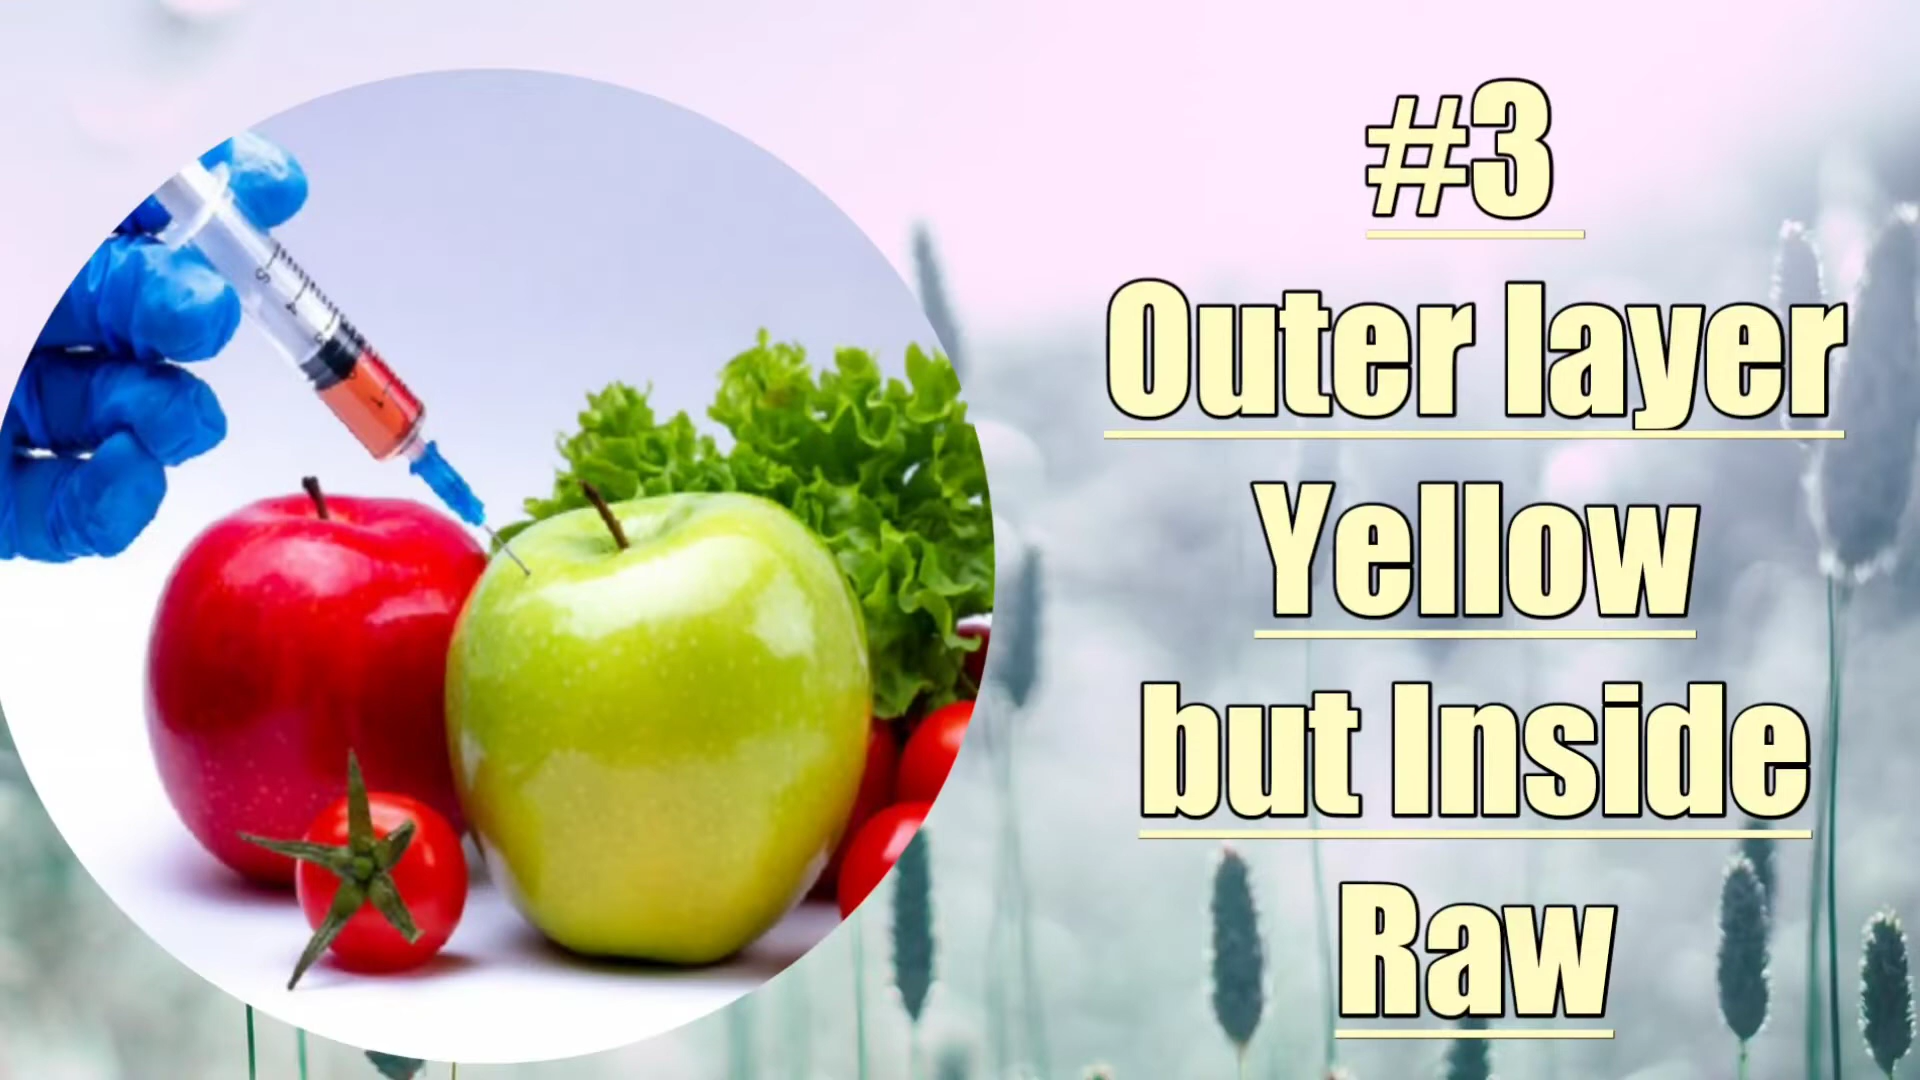 #3
Outer layer
Yellow
but Inside
Raw